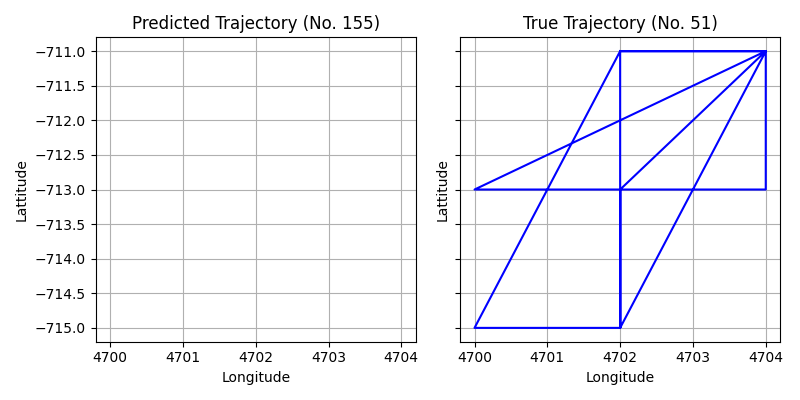 Predicted Trajectory (No. 155)
True Trajectory (No. 51)
−711.0
−711.5
−712.0
−712.5
−713.0
−713.5
−714.0
−714.5
−715.0
Lattitude
Lattitude
4700 4701 4702 4703 4704
4700 4701 4702 4703 4704
Longitude
Longitude